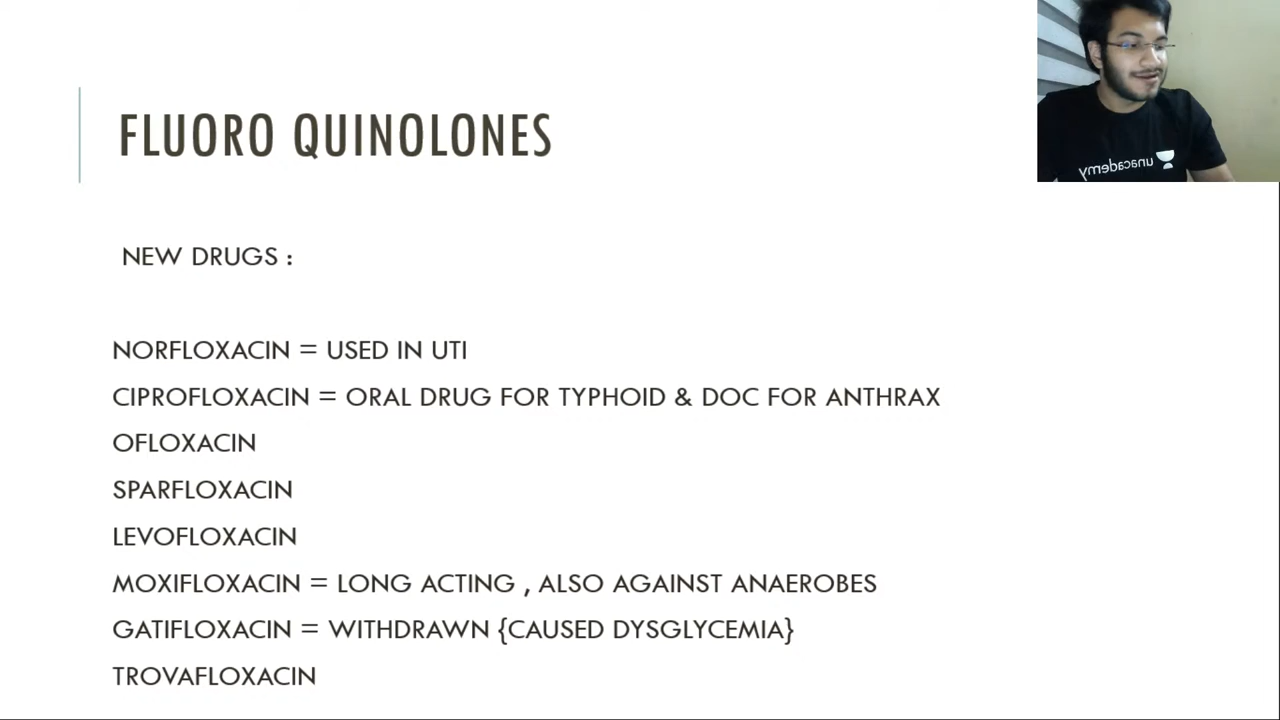 FLUORO QUINOLONES
unacademy
NEW DRUGS :
NORFLOXACIN = USED IN UTI
CIPROFLOXACIN = ORAL DRUG FOR TYPHOID & DOC FOR ANTHRAX
OFLOXACIN
SPARFLOXACIN
LEVOFLOXACIN
MOXIFLOXACIN = LONG ACTING , ALSO AGAINST ANAEROBES
GATIFLOXACIN = WITHDRAWN {CAUSED DYSGLYCEMIA}
TROVAFLOXACIN